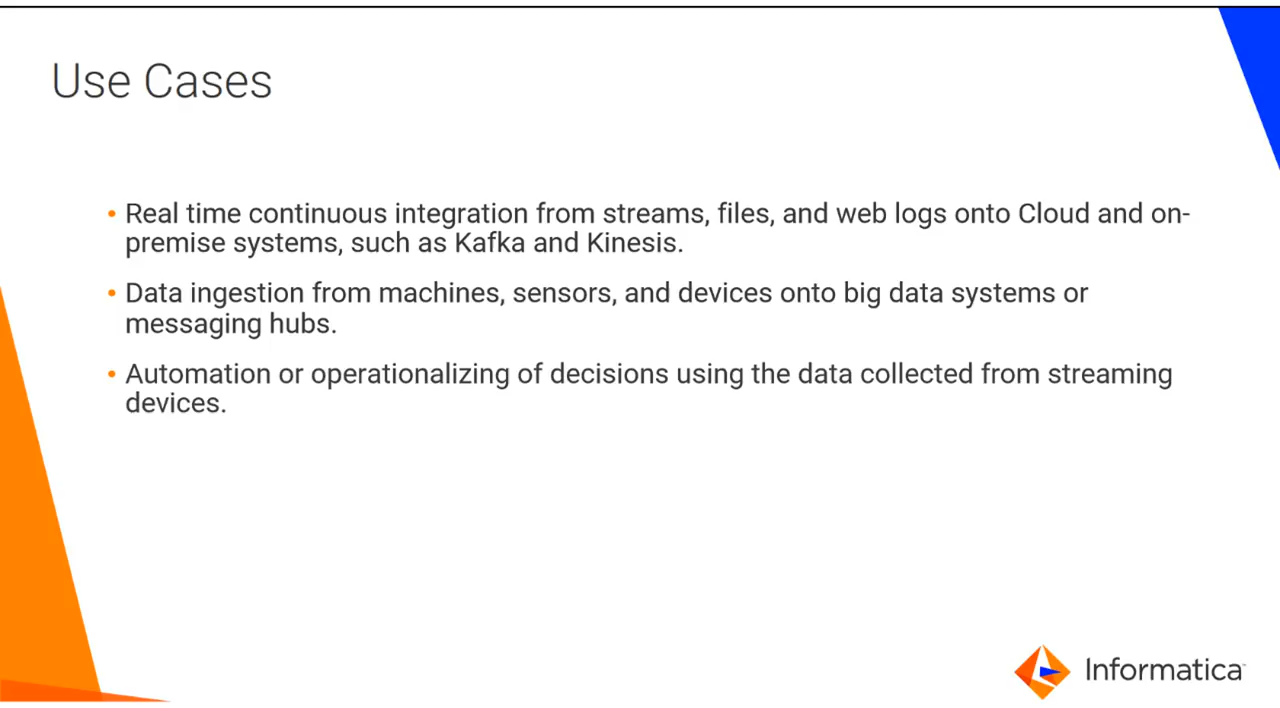 Use Cases
• Real time continuous integration from streams, files, and web logs onto Cloud and on-
premise systems, such as Kafka and Kinesis.
• Data ingestion from machines, sensors, and devices onto big data systems or
messaging hubs.
• Automation or operationalizing of decisions using the data collected from streaming
devices.
Informatica™